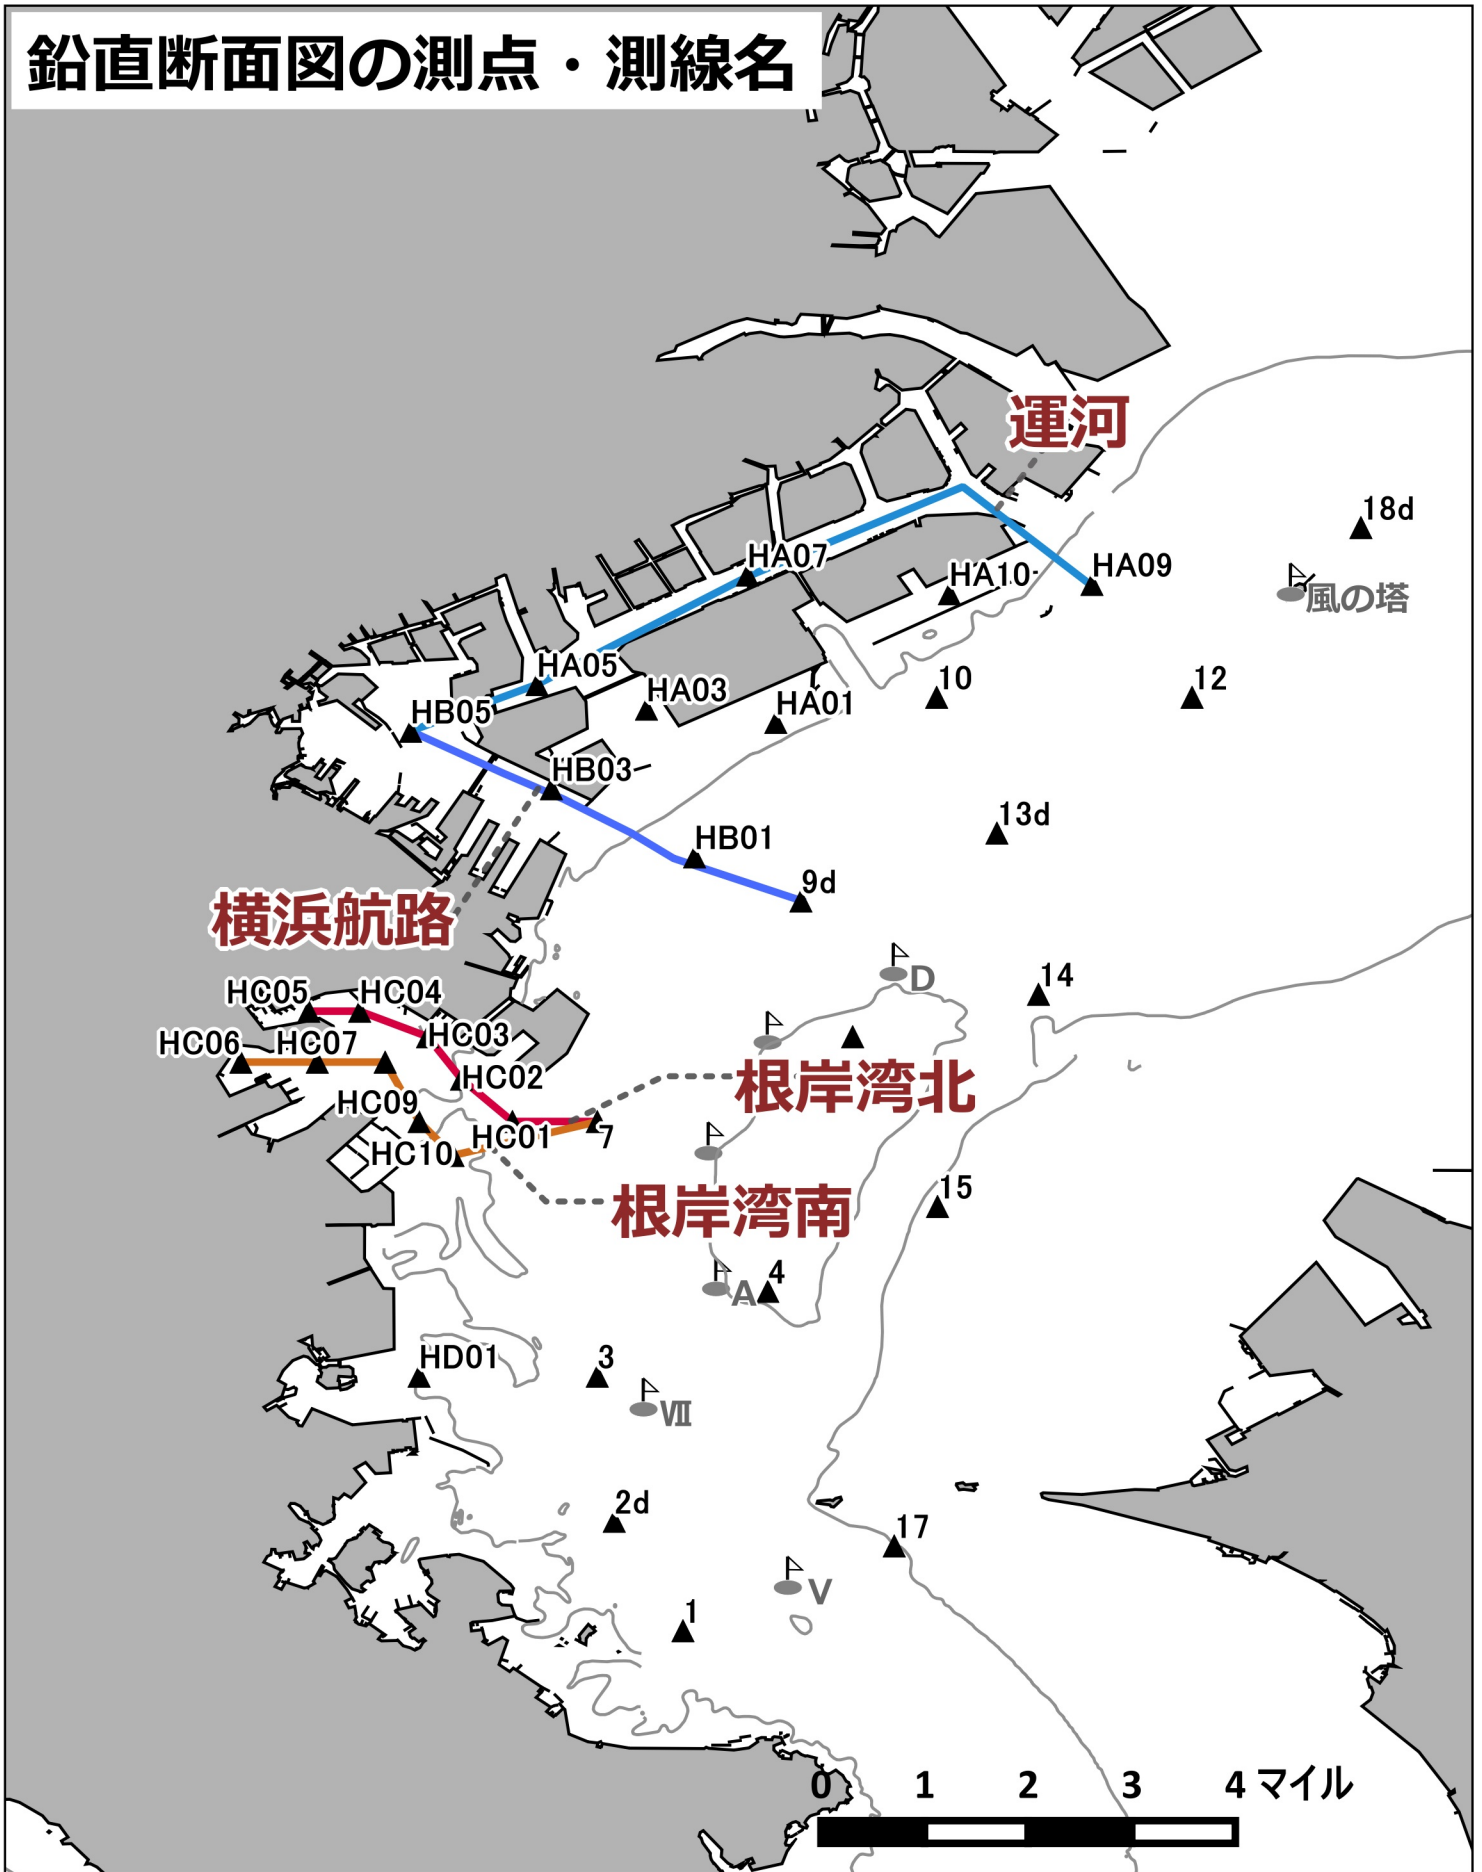 鉛直断面図の測点・測線名
運河
18d
HA07
HA09
HA10
風の塔
HA05
10
12
HA03
HA01
HB05
HB03
13d
HB01
9d
横浜航路
D
14
HC05
HC04
HC03
HC06
HC07
HC02
根岸湾北
HC09
HC01
7
HC10
15
根岸湾南
4
A
HD01
3
Ⅶ
2d
17
V
1
0 1 2 3 4 マイル